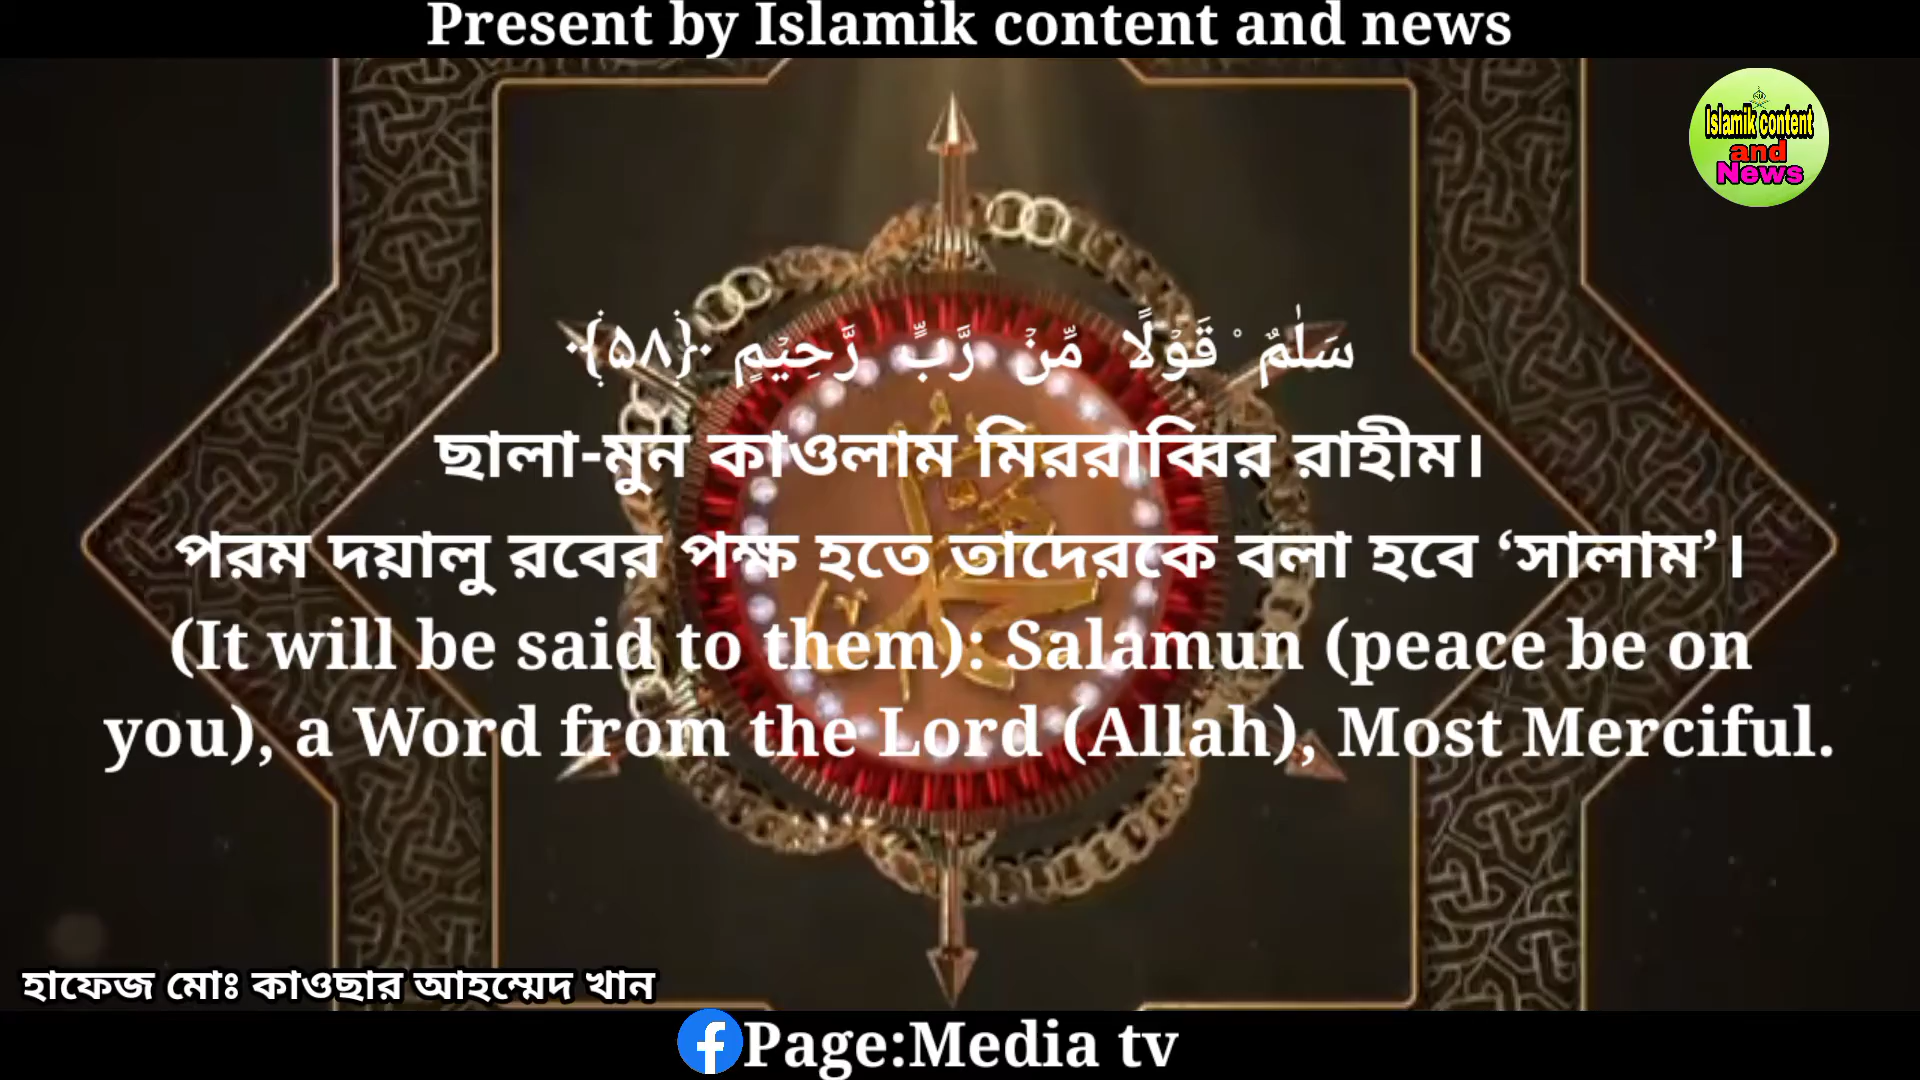 Present by Islamik content and news
Islamik content
and
News
سَلٰمٌ ۟ قَوۡلًا مِّنۡ رَّبٍّ رَّحِیۡمٍ ﴿۵۸﴾
ছালা-মুন কাওলাম মিররাব্বির রাহীম।
পরম দয়ালু রবের পক্ষ হতে তাদেরকে বলা হবে ‘সালাম’।
(It will be said to them): Salamun (peace be on
you), a Word from the Lord (Allah), Most Merciful.
محمد
হাফেজ মোঃ কাওছার আহম্মেদ খান
Page:Media tv